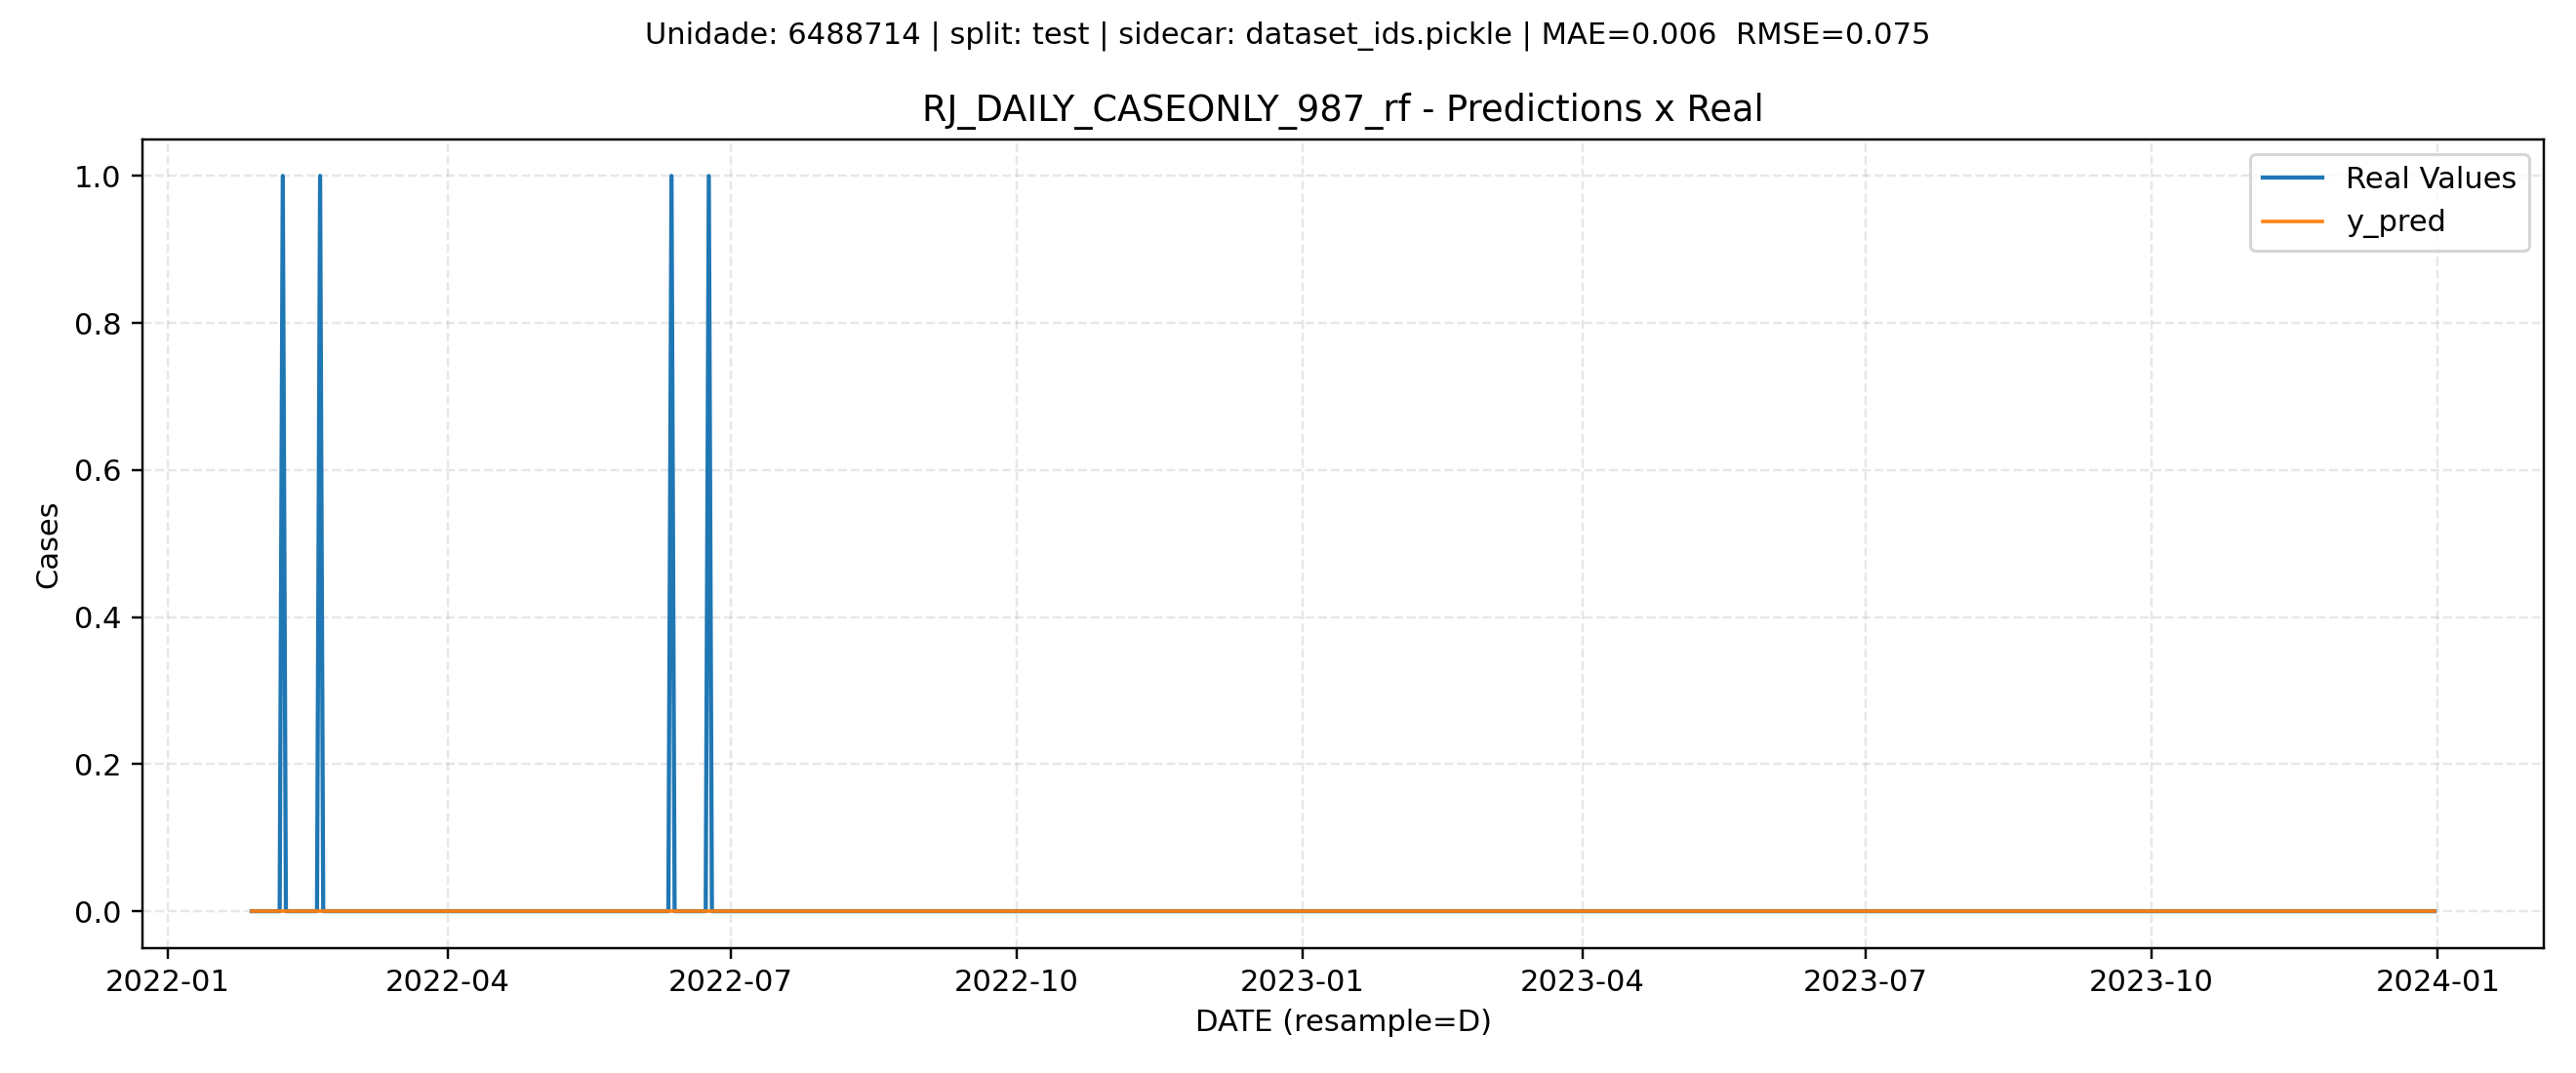 Unidade: 6488714 | split: test | sidecar: dataset_ids.pickle | MAE=0.006  RMSE=0.075
RJ_DAILY_CASEONLY_987_rf - Predictions x Real
Real Values
y_pred
1.0
0.8
0.6
0.4
0.2
0.0
Cases
2022-01
2022-04
2022-07
2022-10
2023-01
2023-04
2023-07
2023-10
2024-01
DATE (resample=D)